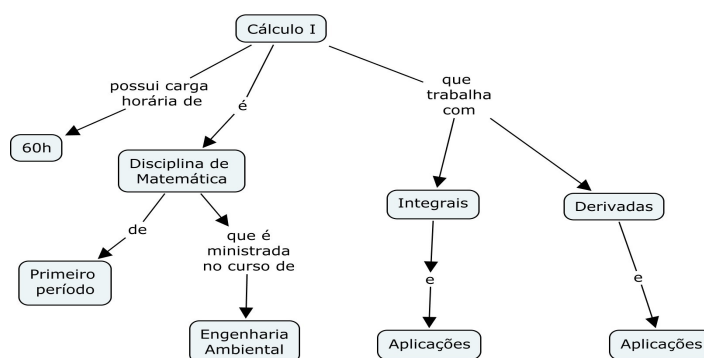 Cálculo I
possui carga
horária de
é
que
trabalha
com
60h
Disciplina de
Matemática
Integrais
Derivadas
de
que é
ministrada
no curso de
e
e
Primeiro
período
Engenharia
Ambiental
Aplicações
Aplicações